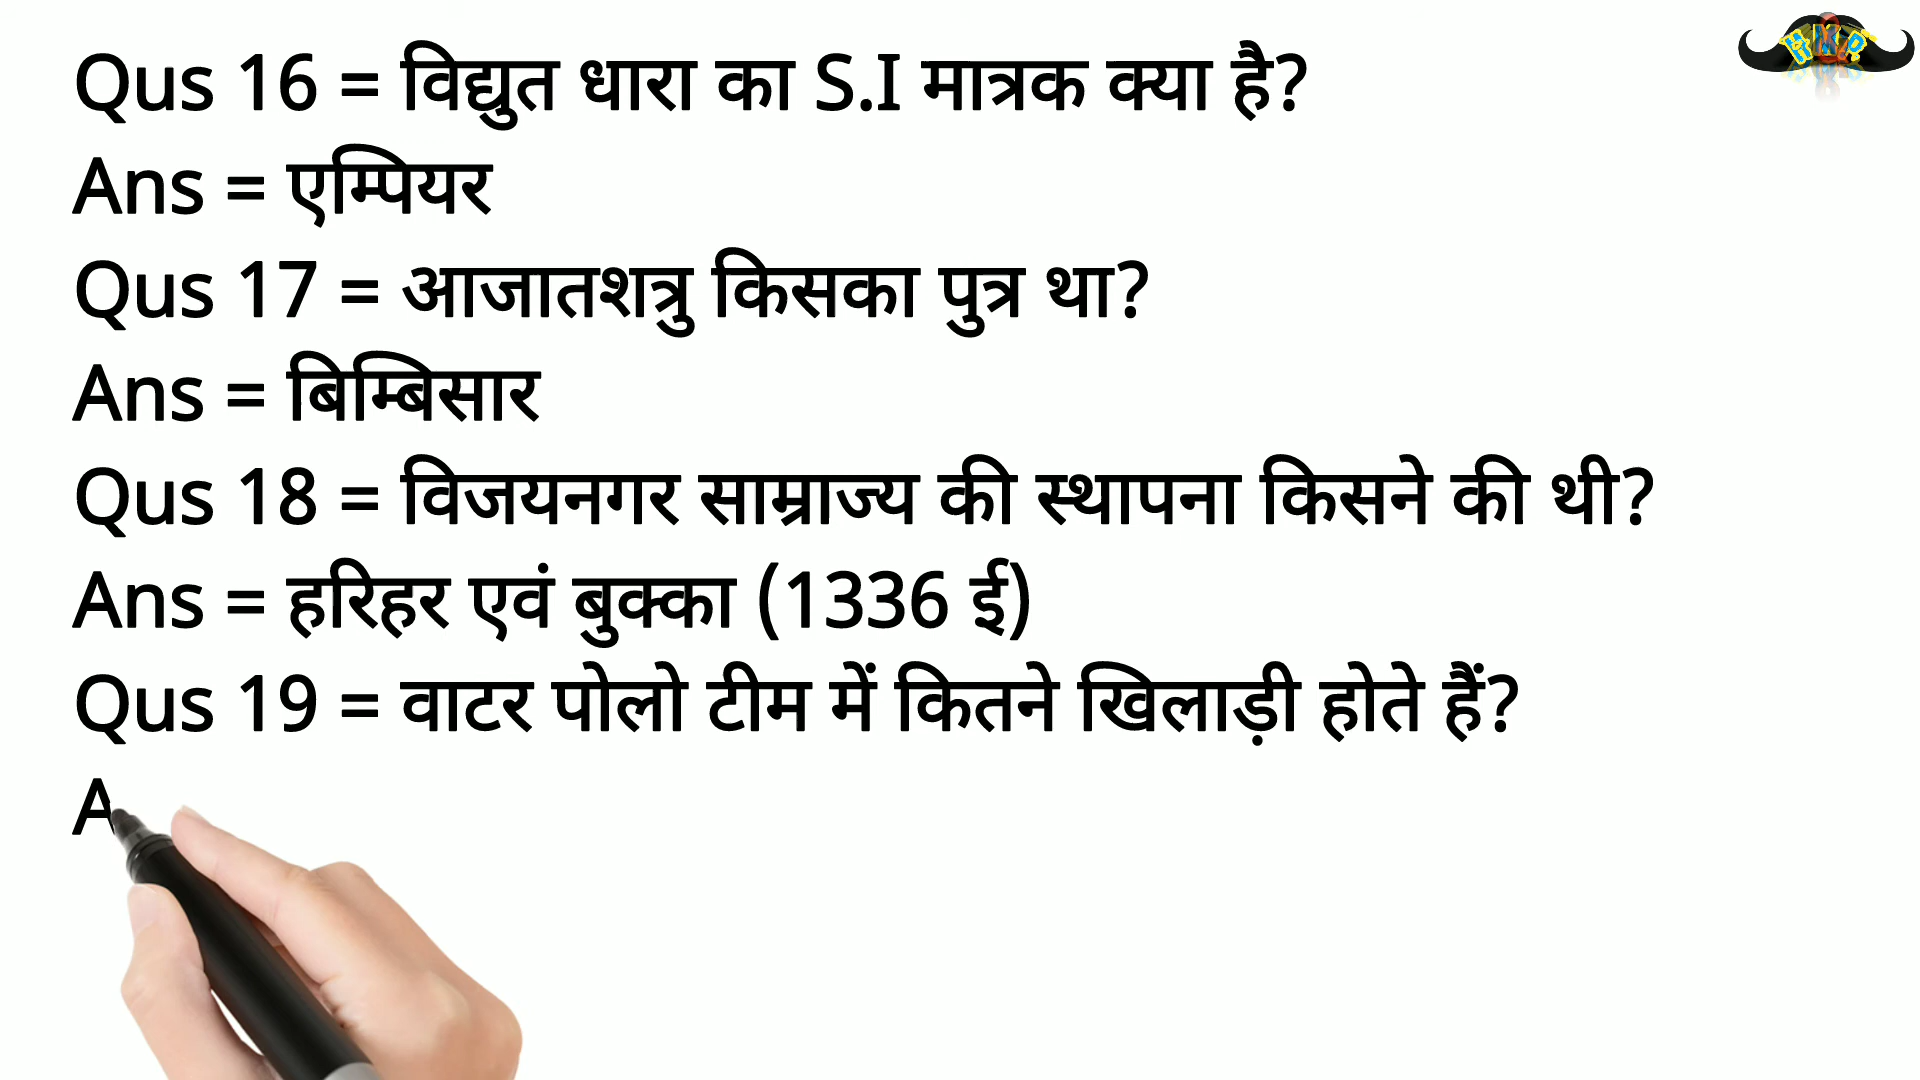 Qus 16 = विद्युत धारा का S.I मात्रक क्या है?
Ans = एम्पियर
Qus 17 = आजातशत्रु किसका पुत्र था?
Ans = बिम्बिसार
Qus 18 = विजयनगर साम्राज्य की स्थापना किसने की थी?
Ans = हरिहर एवं बुक्का (1336 ई)
Qus 19 = वाटर पोलो टीम में कितने खिलाड़ी होते हैं?
A